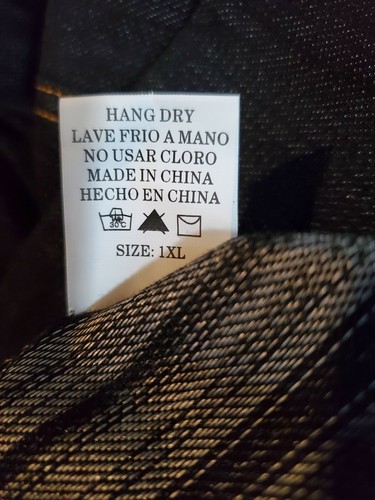 HANG DRY
LAVE FRIO A MANO
NO USAR CLORO
MADE IN CHINA
HECHO EN CHINA
30°C
SIZE: 1XL